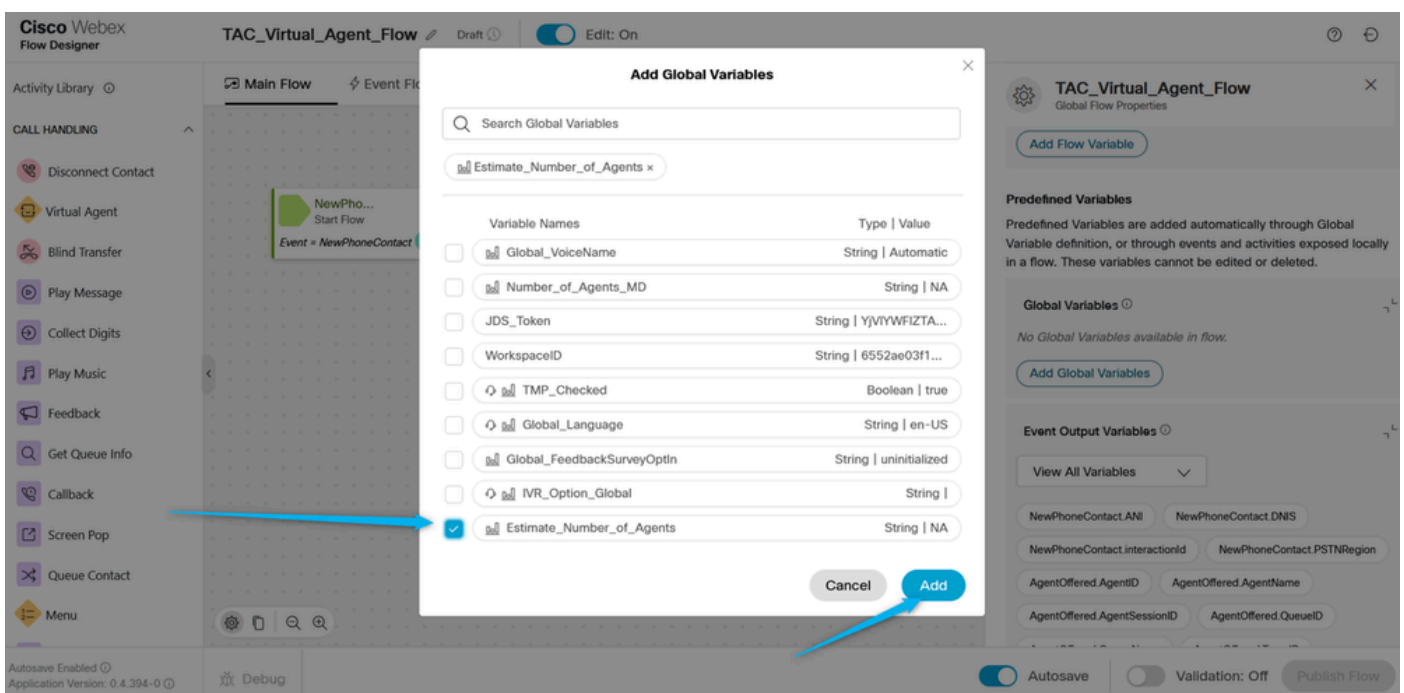 Cisco Webex
Flow Designer
TAC_Virtual_Agent_Flow
Draft
Edit: On
Activity Library
CALL HANDLING
Disconnect Contact
Virtual Agent
Blind Transfer
Play Message
Collect Digits
Play Music
Feedback
Get Queue Info
Callback
Screen Pop
Queue Contact
Menu
Autosave Enabled
Application Version: 0.4.394-0
Main Flow
Event Flo
NewPho...
Start Flow
Event = NewPhoneContact
Debug
Add Global Variables
Search Global Variables
Estimate_Number_of_Agents ×
Variable Names Type | Value
Global_VoiceName String | Automatic
Number_of_Agents_MD String | NA
JDS_Token
WorkspaceID String | 6552ae03f1...
TMP_Checked Boolean | true
Global_Language String | en-US
Global_FeedbackSurveyOptIn String | uninitialized
IVR_Option_Global String |
Estimate_Number_of_Agents String | NA
Cancel
Add
TAC_Virtual_Agent_Flow
Global Flow Properties
Add Flow Variable
Predefined Variables
Predefined Variables are added automatically through Global
Variable definition, or through events and activities exposed locally
in a flow. These variables cannot be edited or deleted.
Global Variables
No Global Variables available in flow.
Add Global Variables
Event Output Variables
View All Variables
NewPhoneContact.ANI NewPhoneContact.DNIS
NewPhoneContact.interactionId NewPhoneContact.PSTNRegion
AgentOffered.AgentID AgentOffered.AgentName
AgentOffered.AgentSessionID AgentOffered.QueueID
Autosave
Validation: Off
Publish Flow